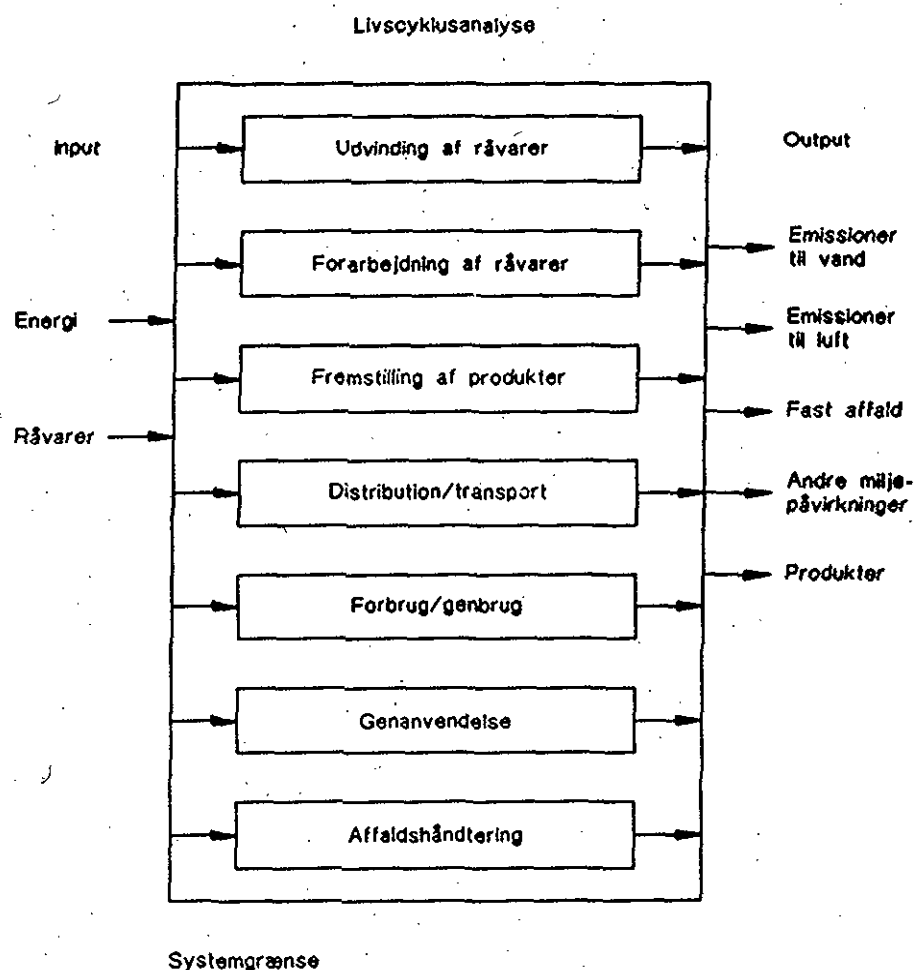 Livscyklusanalyse
Input
Output
Udvinding af råvarer
Forarbejdning af råvarer
Fremstilling af produkter
Distribution/transport
Forbrug/genbrug
Genanvendelse
Affaldshåndtering
Energi
Råvarer
Emissioner
til vand
Emissioner
til luft
Fast affald
Andre miljø-
påvirkninger
Produkter
Systemgrænse